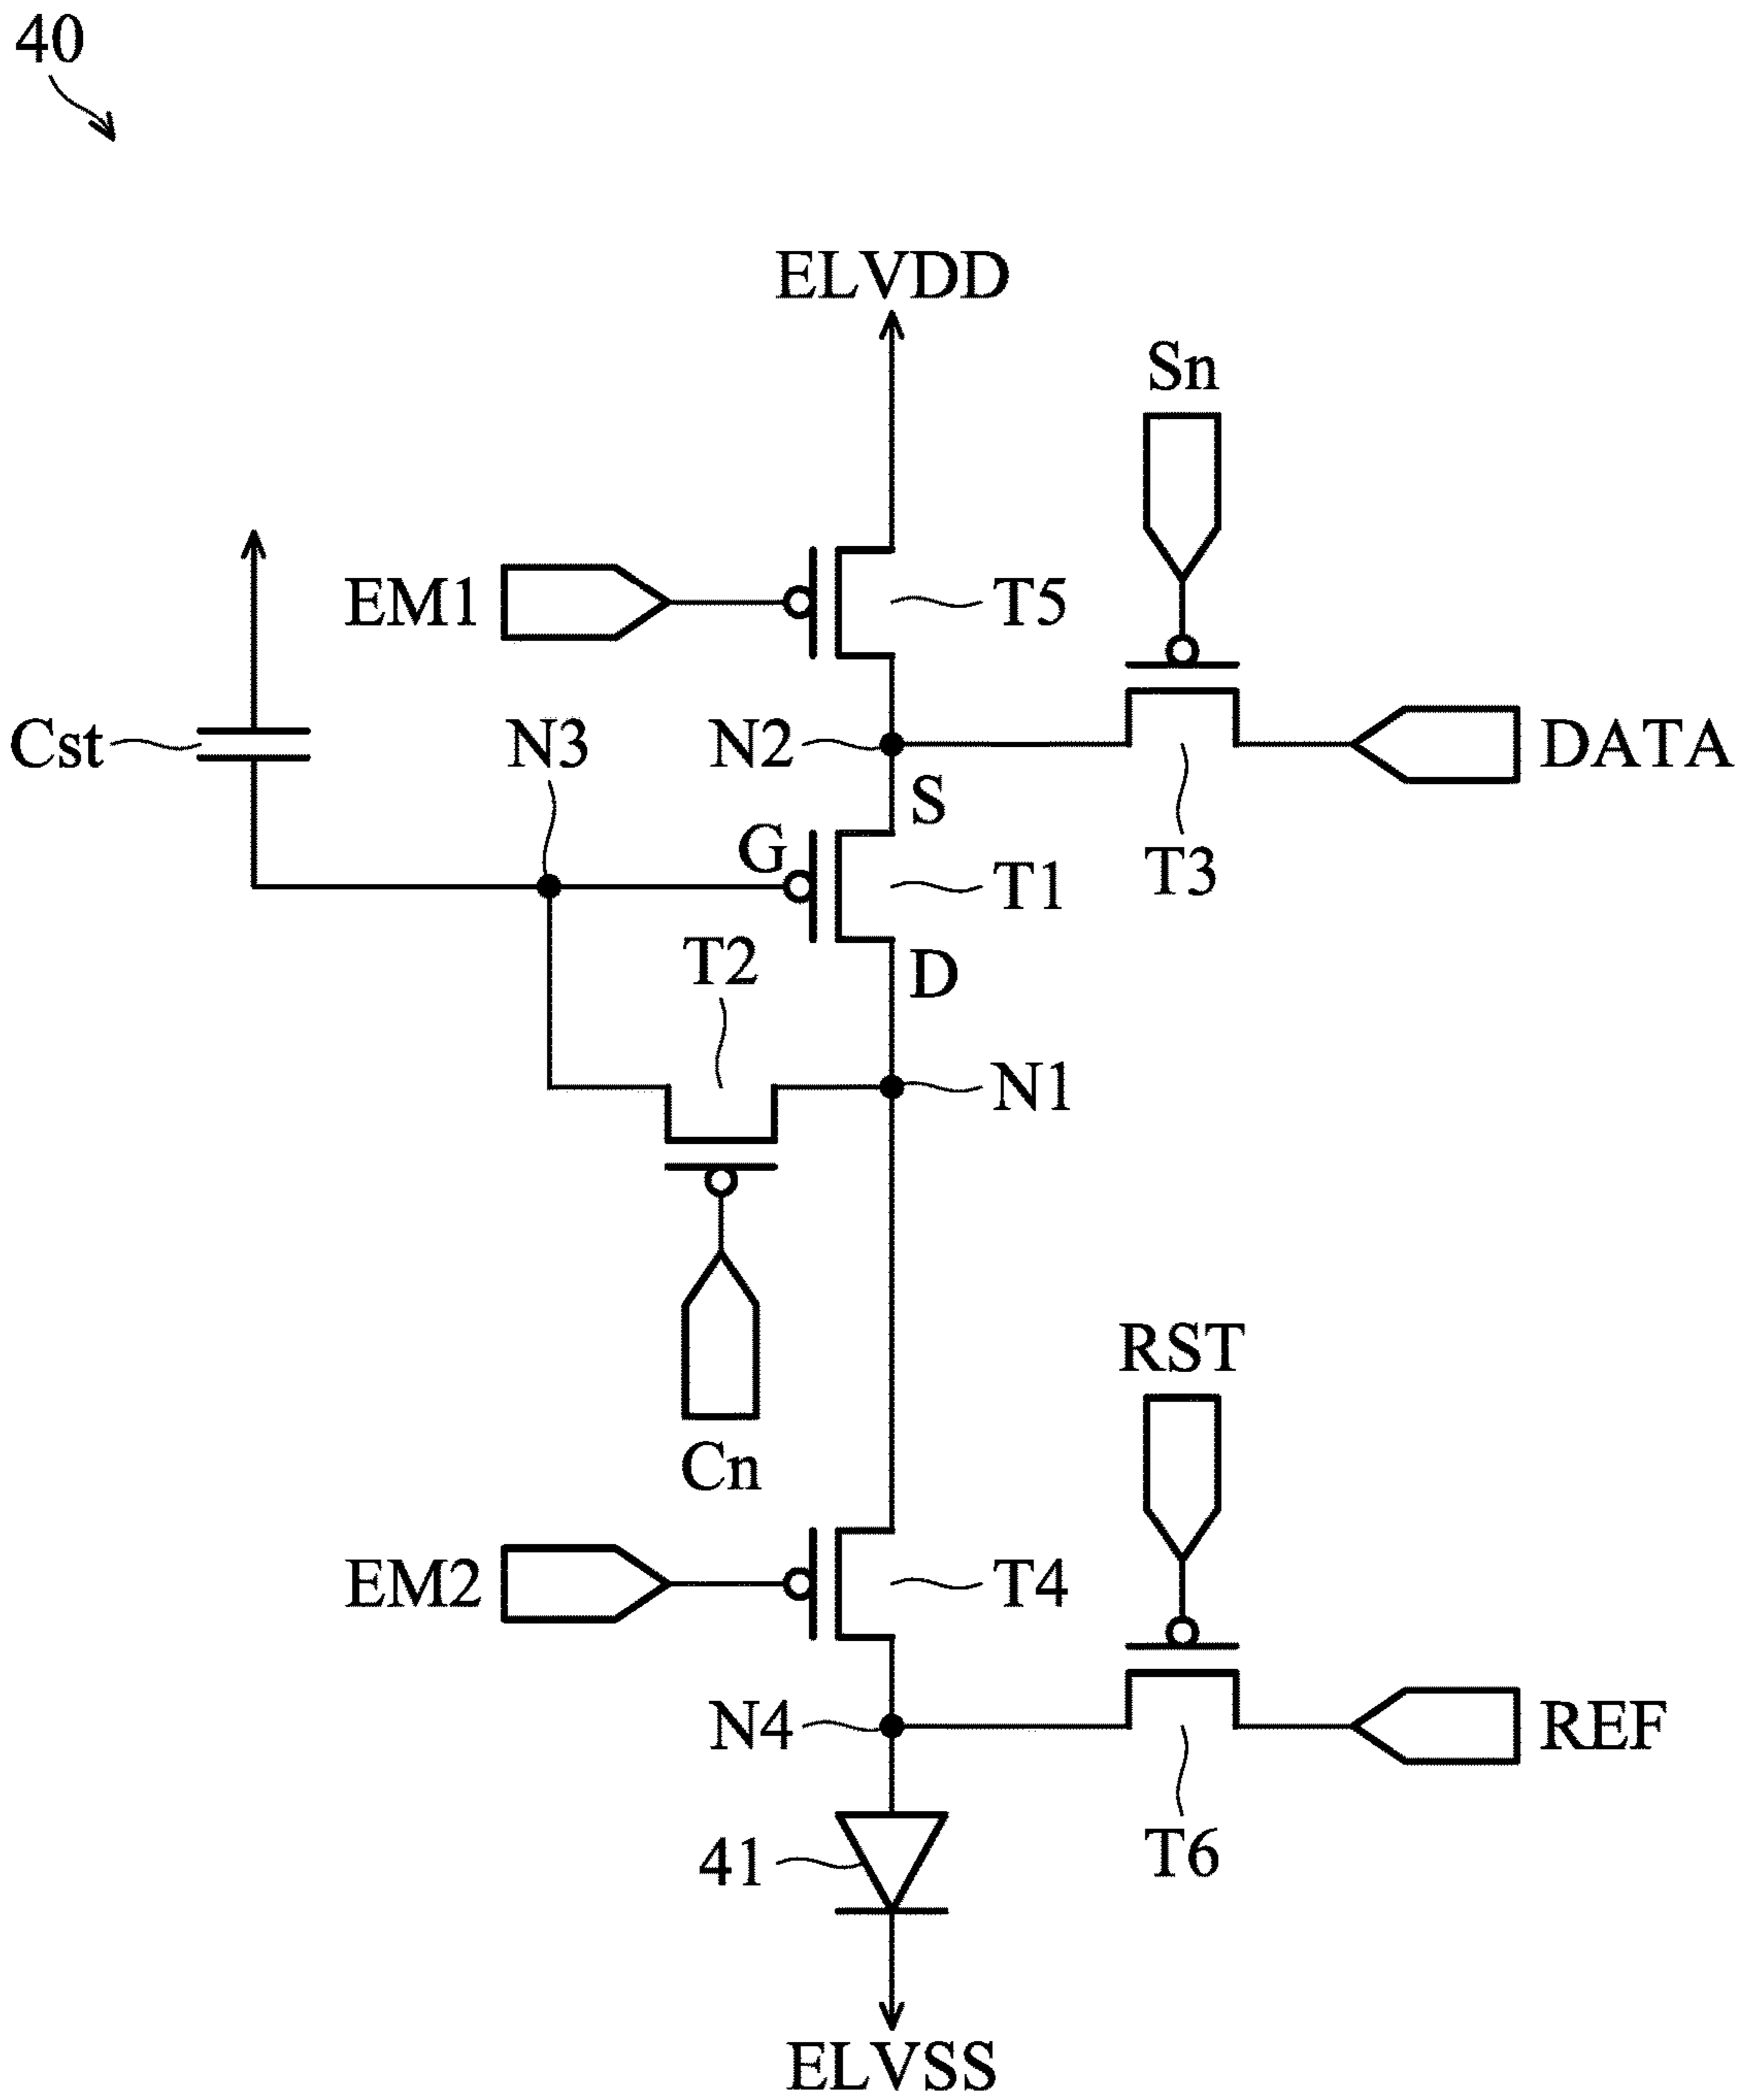 40
ELVDD
Sn
EM1
T5
Cst
N3
N2
DATA
S
G
T1
T3
T2
D
N1
RST
Cn
EM2
T4
N4
REF
41
T6
ELVSS